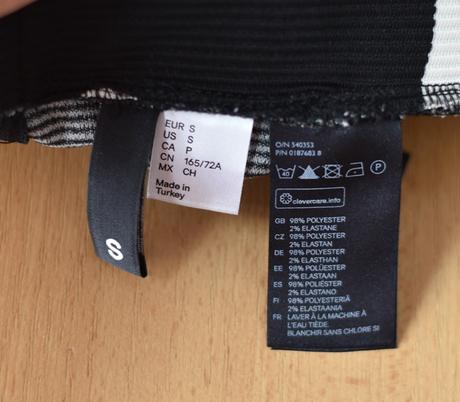 EUR S
US S
CA P
CN 165/72A
MX CH
Made in
Turkey
S
O/N 540353
P/N 0187683 8
40
P
clevercare.info
GB 98% POLYESTER
2% ELASTANE
CZ 98% POLYESTER
2% ELASTAN
DE 98% POLYESTER
2% ELASTHAN
EE 98% POLÜESTER
2% ELASTAAN
ES 98% POLIÉSTER
2% ELASTANO
FI 98% POLYESTERIÄ
2% ELASTAANIA
FR LAVER À LA MACHINE À
L'EAU TIÈDE.
BLANCHIR SANS CHLORE SI